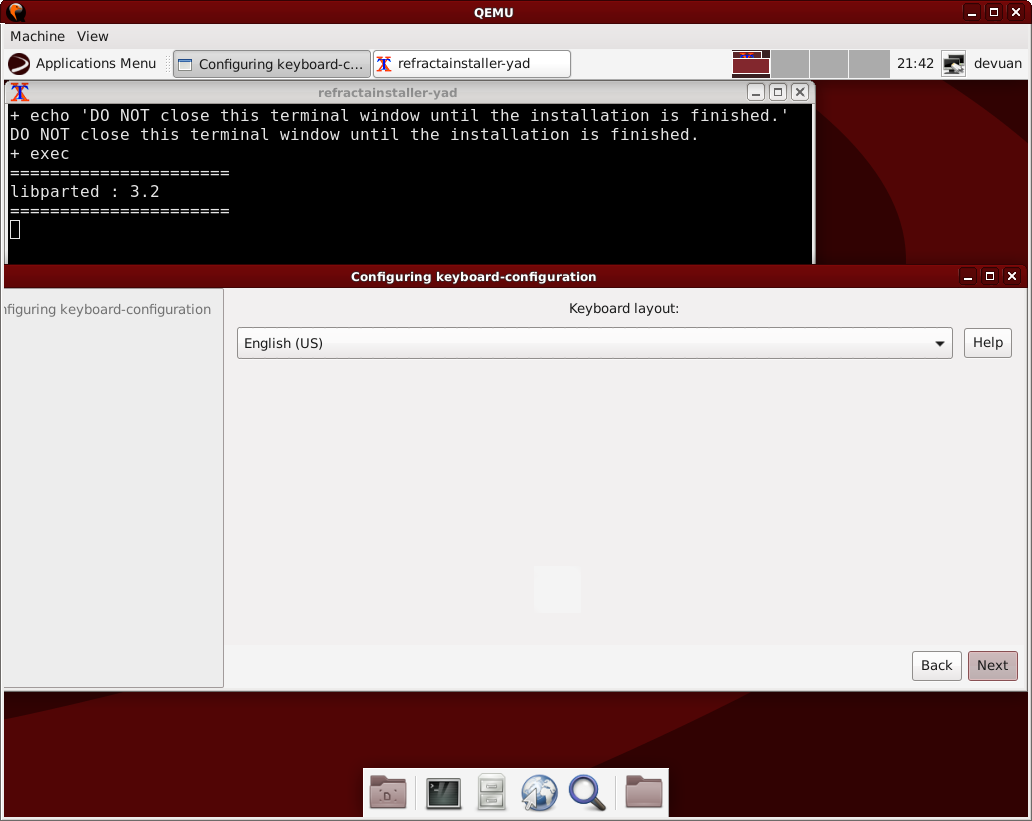 QEMU
Machine View
Applications Menu Configuring keyboard-c... refractainstaller-yad 21:42 devuan
refractainstaller-yad
+ echo 'DO NOT close this terminal window until the installation is finished.'
DO NOT close this terminal window until the installation is finished.
+ exec
======================
libparted : 3.2
======================
Configuring keyboard-configuration
nfiguring keyboard-configuration
Keyboard layout:
English (US) Help
Back Next